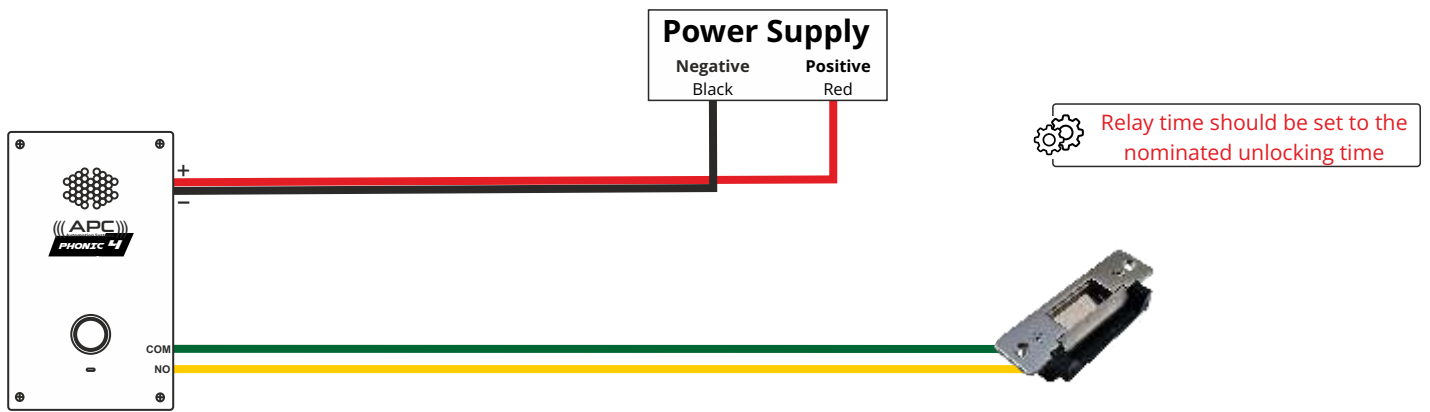 Power Supply
Negative Positive
Black Red
Relay time should be set to the
nominated unlocking time
+
−
((( APC )))
PHONIC 4
COM
NO